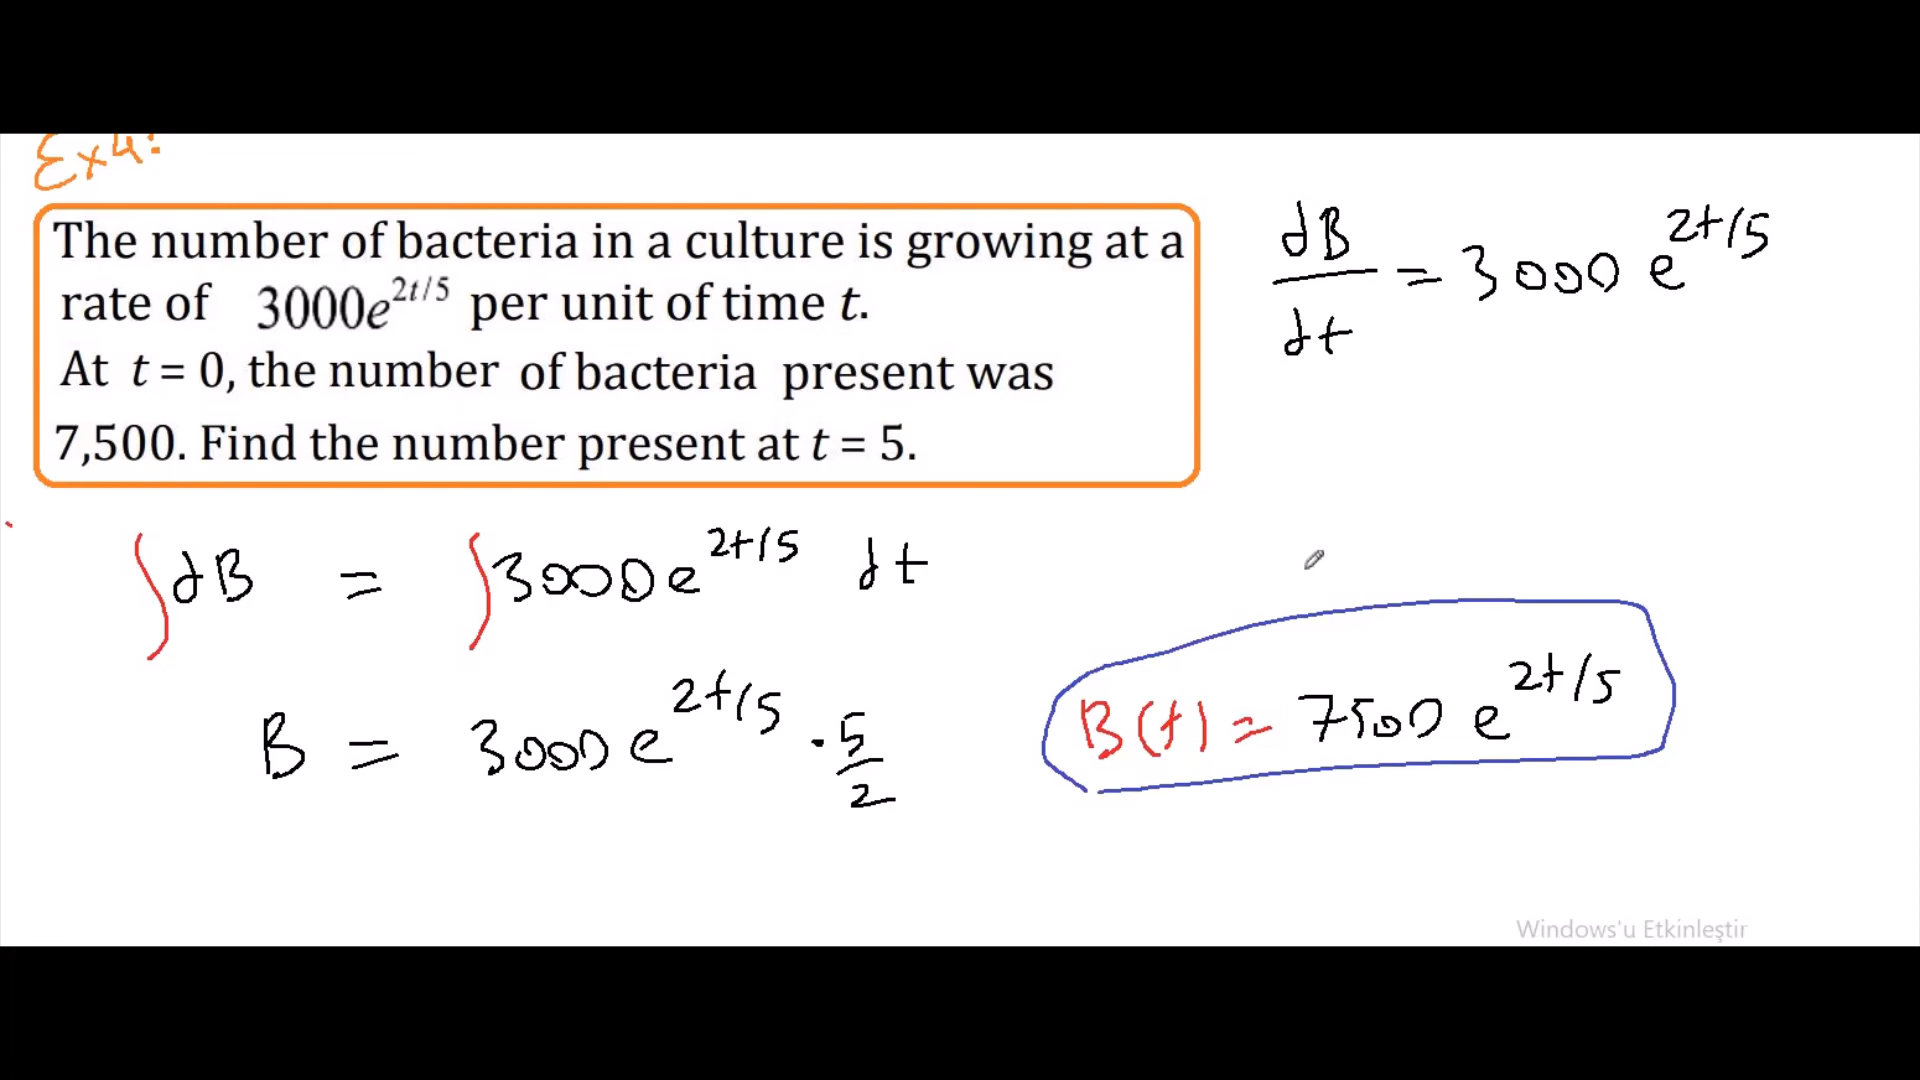 Ex4:
The number of bacteria in a culture is growing at a
rate of 3000e^{2t/5} per unit of time t.
At t = 0, the number of bacteria present was
7,500. Find the number present at t = 5.
dB/dt = 3000 e^{2t/5}
∫dB = ∫3000e^{2t/5} dt
B = 3000 e^{2t/5} · 5/2
B(t) = 7500 e^{2t/5}
Windows'u Etkinleştir